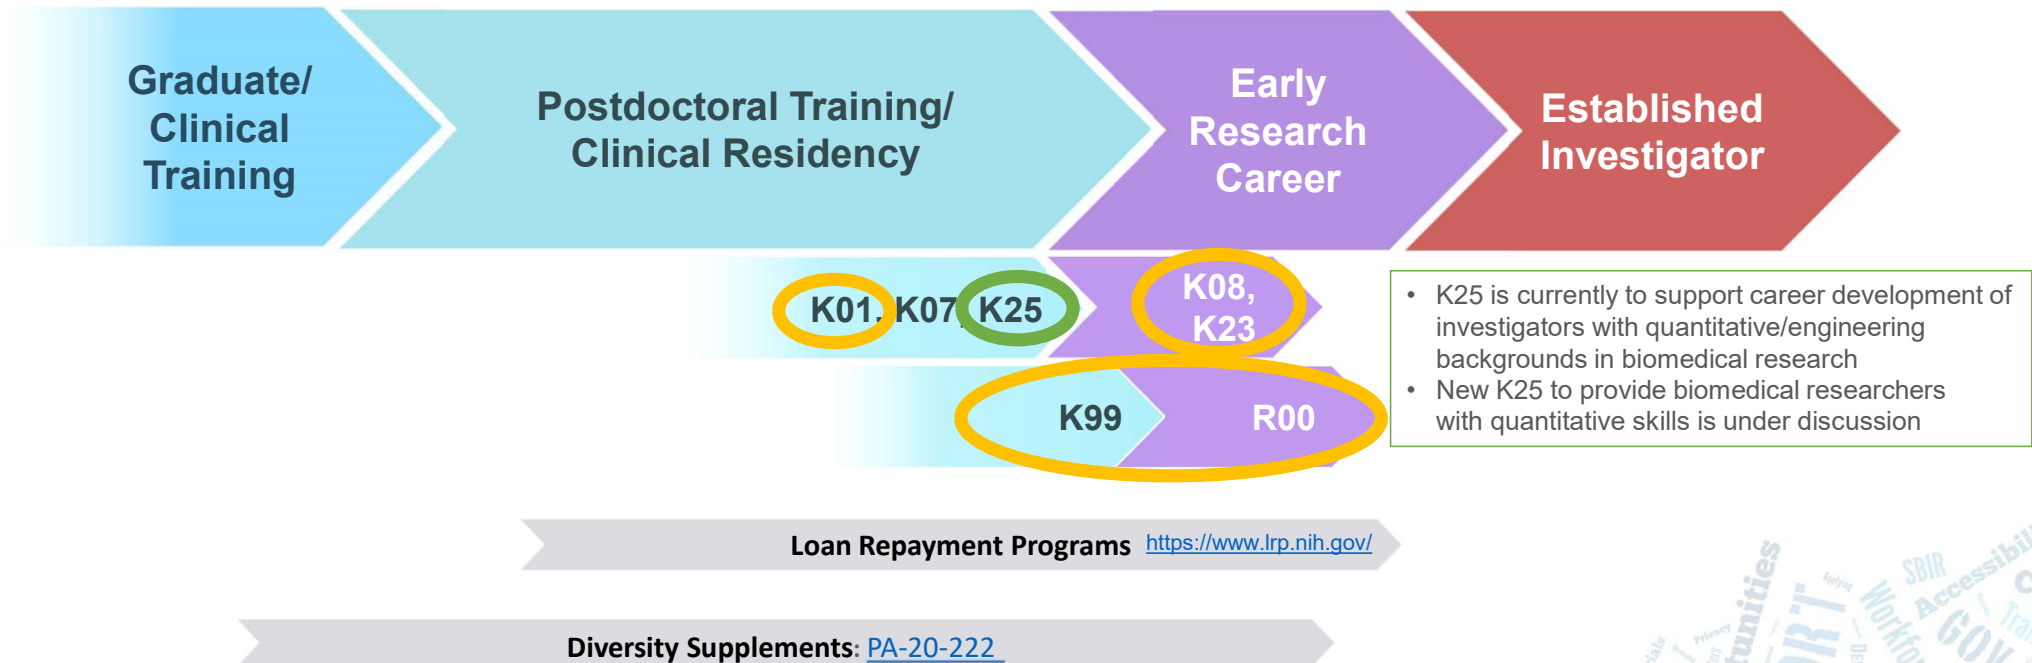 Graduate/
Clinical
Training
Postdoctoral Training/
Clinical Residency
Early
Research
Career
Established
Investigator
K01, K07, K25
K08,
K23
• K25 is currently to support career development of
investigators with quantitative/engineering
backgrounds in biomedical research
• New K25 to provide biomedical researchers
with quantitative skills is under discussion
K99
R00
Loan Repayment Programs https://www.lrp.nih.gov/
Diversity Supplements: PA-20-222
SBIR
Applying
Privacy